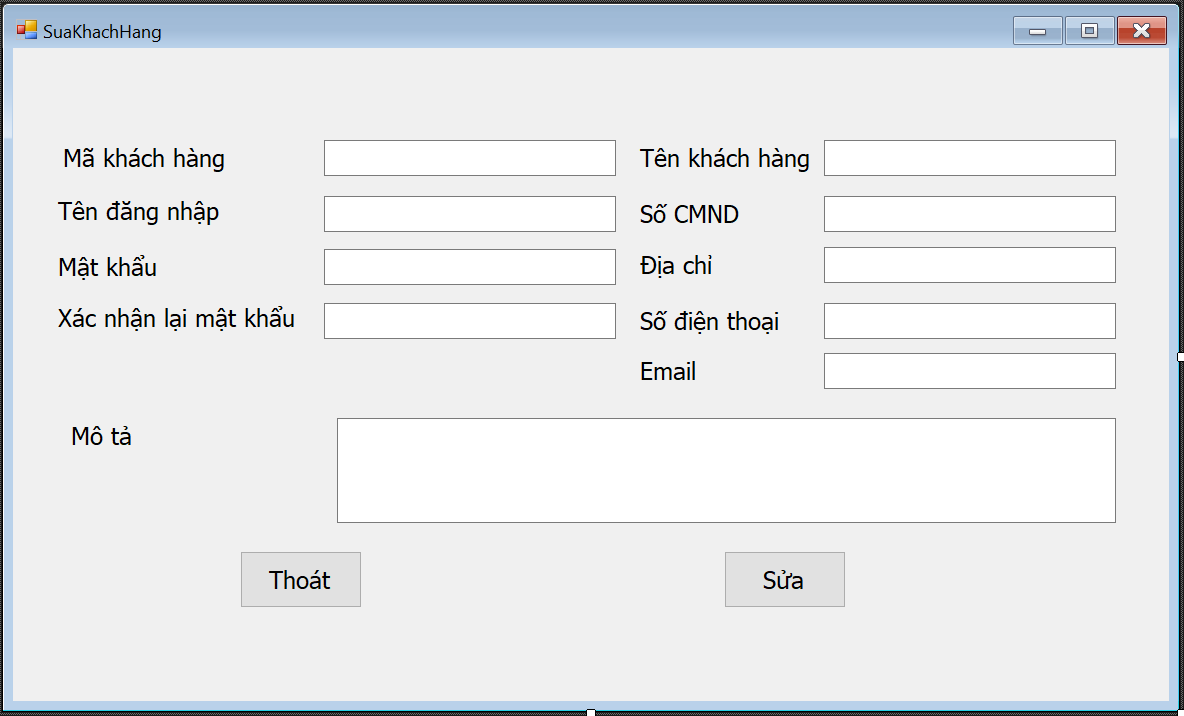 SuaKhachHang
Mã khách hàng
Tên khách hàng
Tên đăng nhập
Số CMND
Mật khẩu
Địa chỉ
Xác nhận lại mật khẩu
Số điện thoại
Email
Mô tả
Thoát
Sửa